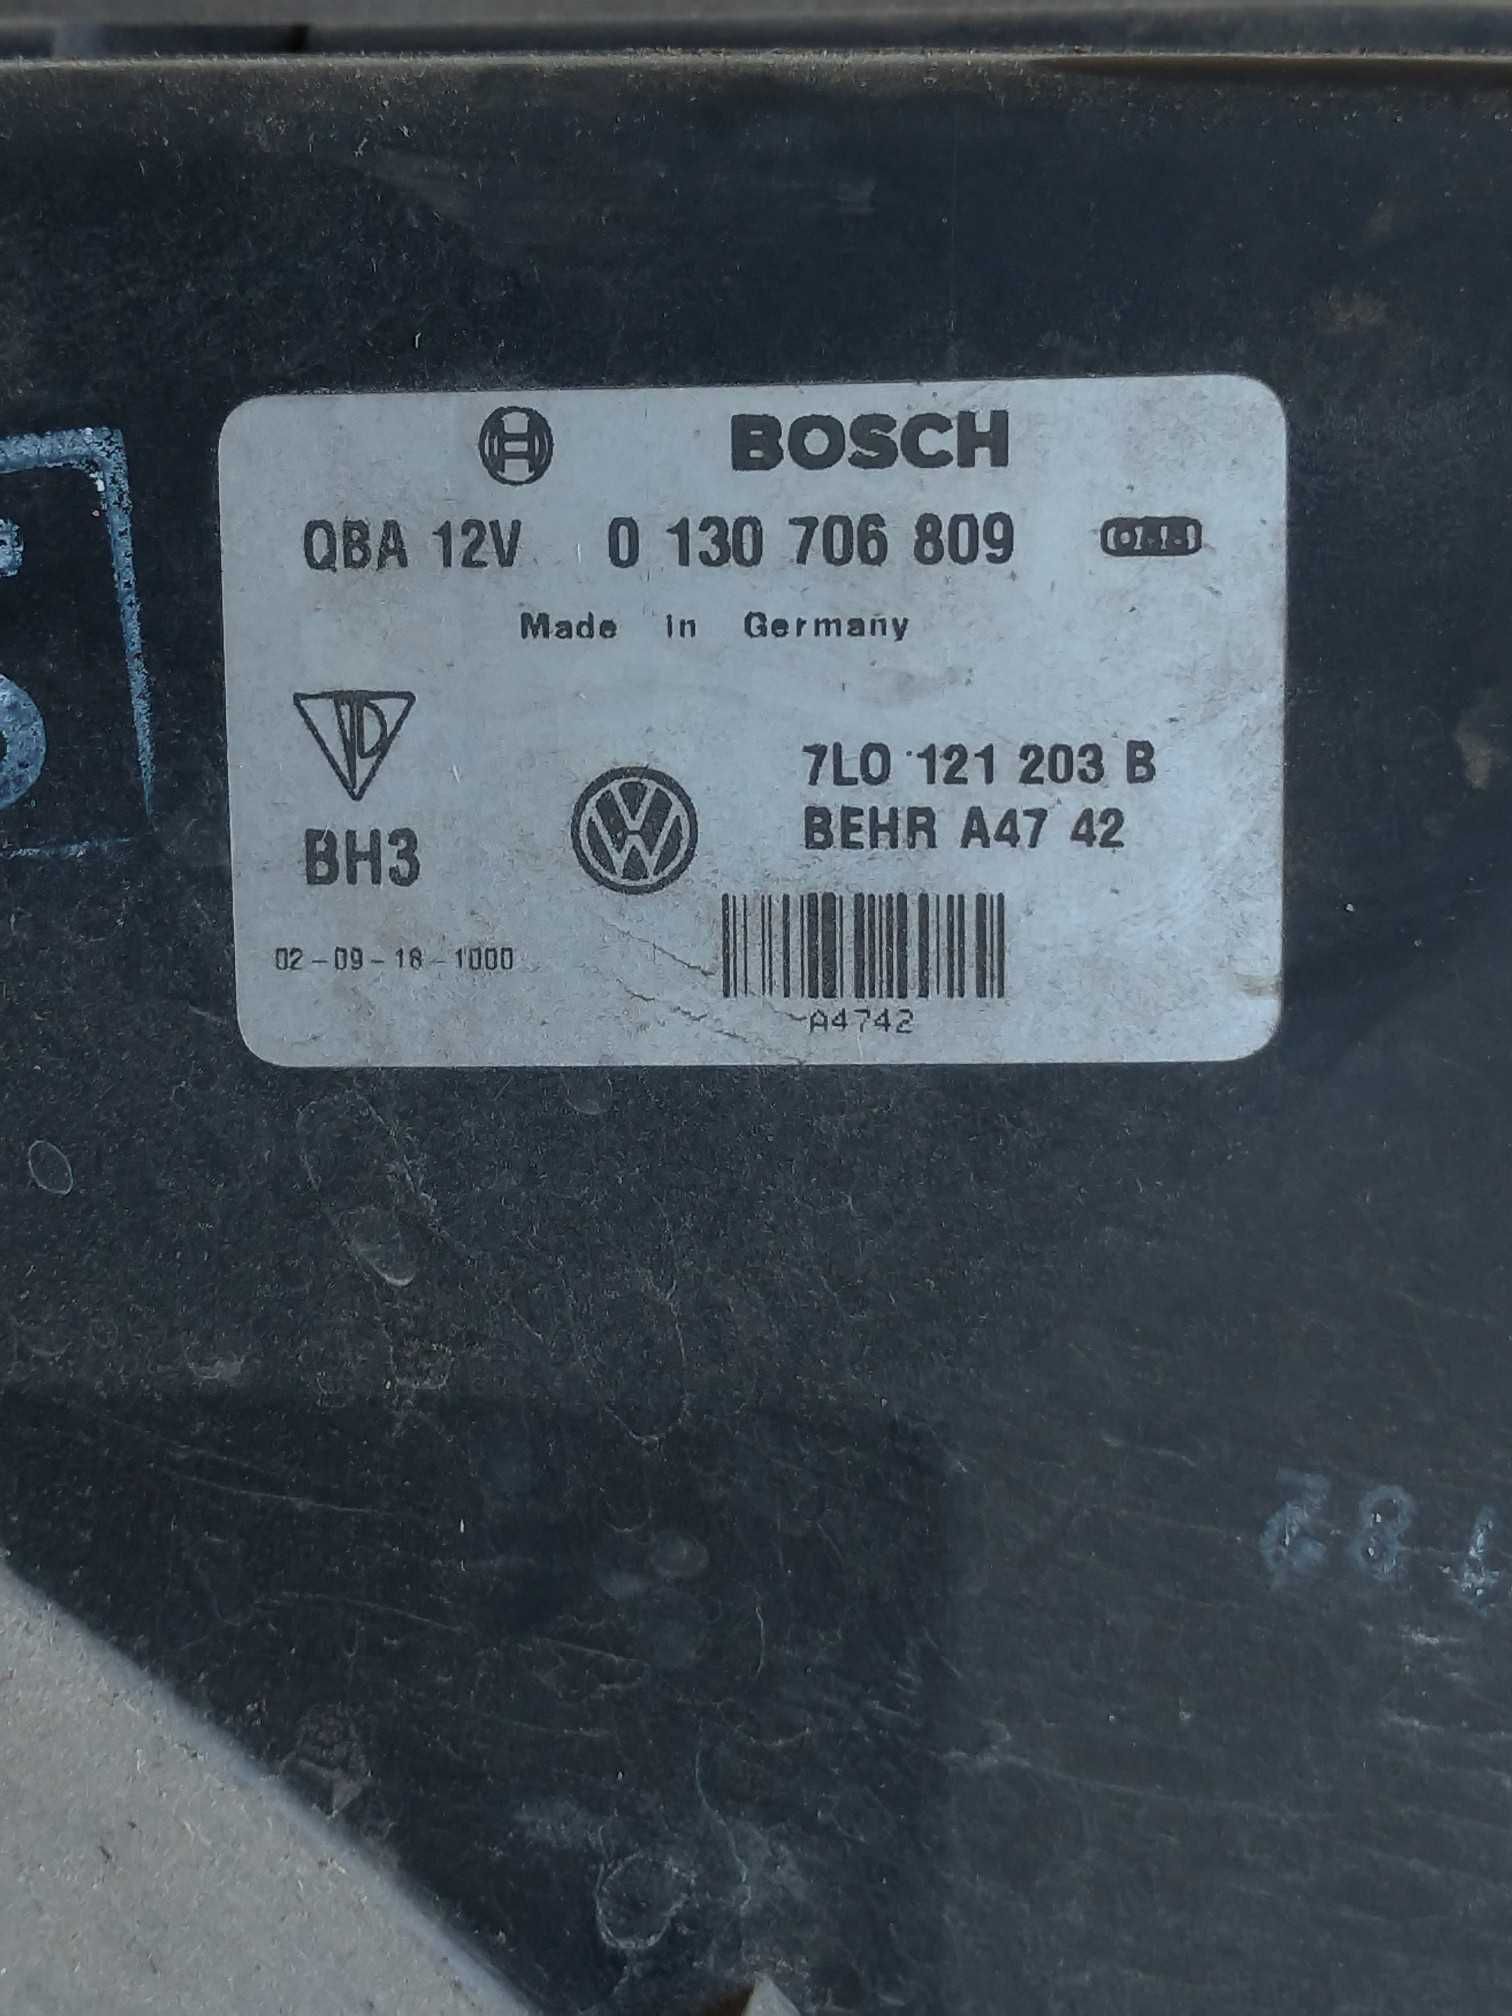 BOSCH
QBA 12V 0 130 706 809
Made in Germany
7L0 121 203 B
BEHR A47 42
BH3
02-09-18-1000
A4742